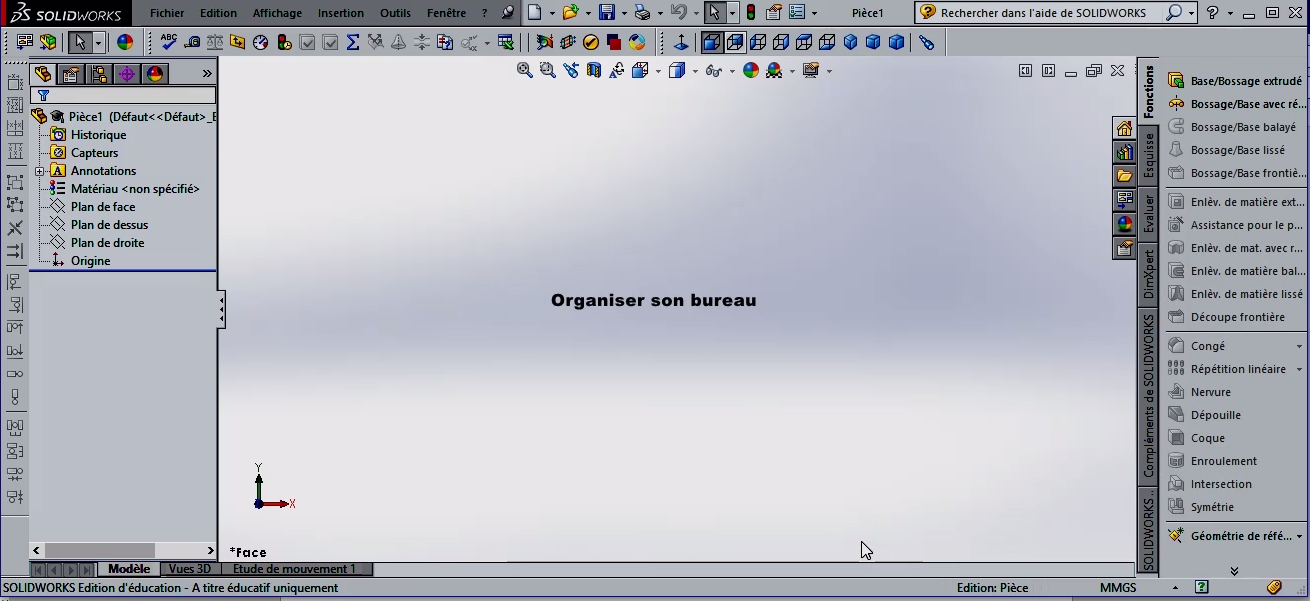 SOLIDWORKS
Fichier Edition Affichage Insertion Outils Fenêtre ? Pièce1 Rechercher dans l'aide de SOLIDWORKS ?
ABC
Pièce1 (Défaut<<Défaut>_E
Historique
Capteurs
Annotations
Matériau <non spécifié>
Plan de face
Plan de dessus
Plan de droite
Origine
Organiser son bureau
Y
X
*Face
Fonctions
Esquisse
Evaluer
DimXpert
Compléments de SOLIDWORKS
SOLIDWORKS...
Base/Bossage extrudé
Bossage/Base avec ré...
Bossage/Base balayé
Bossage/Base lissé
Bossage/Base frontiè...
Enlèv. de matière ext...
Assistance pour le p...
Enlèv. de mat. avec r...
Enlèv. de matière bal...
Enlèv. de matière lissé
Découpe frontière
Congé
Répétition linéaire
Nervure
Dépouille
Coque
Enroulement
Intersection
Symétrie
Géométrie de réfé...
Modèle Vues 3D Etude de mouvement 1
SOLIDWORKS Edition d'éducation - A titre éducatif uniquement Edition: Pièce MMGS ?